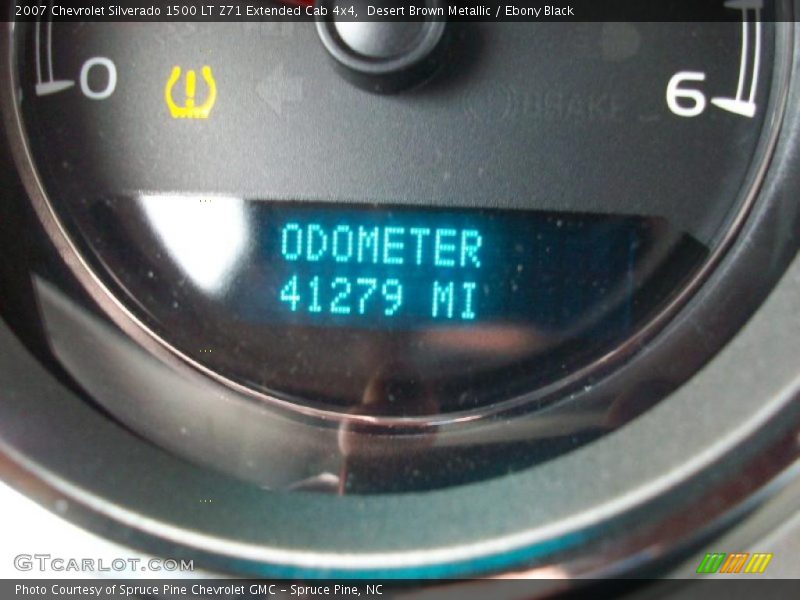 2007 Chevrolet Silverado 1500 LT Z71 Extended Cab 4x4, Desert Brown Metallic / Ebony Black
0
6
BRAKE
ODOMETER
41279 MI
GTCARLOT.COM
Photo Courtesy of Spruce Pine Chevrolet GMC - Spruce Pine, NC